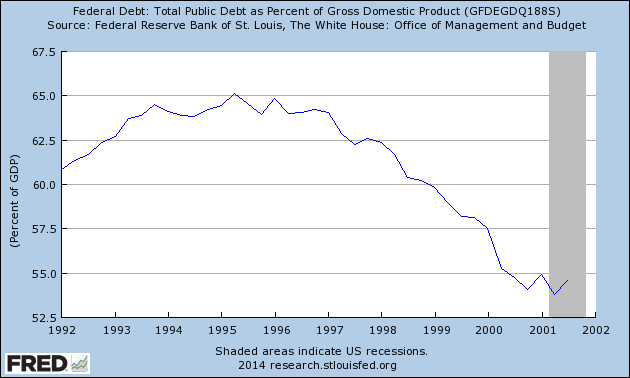 Federal Debt: Total Public Debt as Percent of Gross Domestic Product (GFDEGDQ188S)
Source: Federal Reserve Bank of St. Louis, The White House: Office of Management and Budget
67.5
65.0
62.5
60.0
57.5
55.0
52.5
(Percent of GDP)
1992 1993 1994 1995 1996 1997 1998 1999 2000 2001 2002
Shaded areas indicate US recessions.
FRED 2014 research.stlouisfed.org